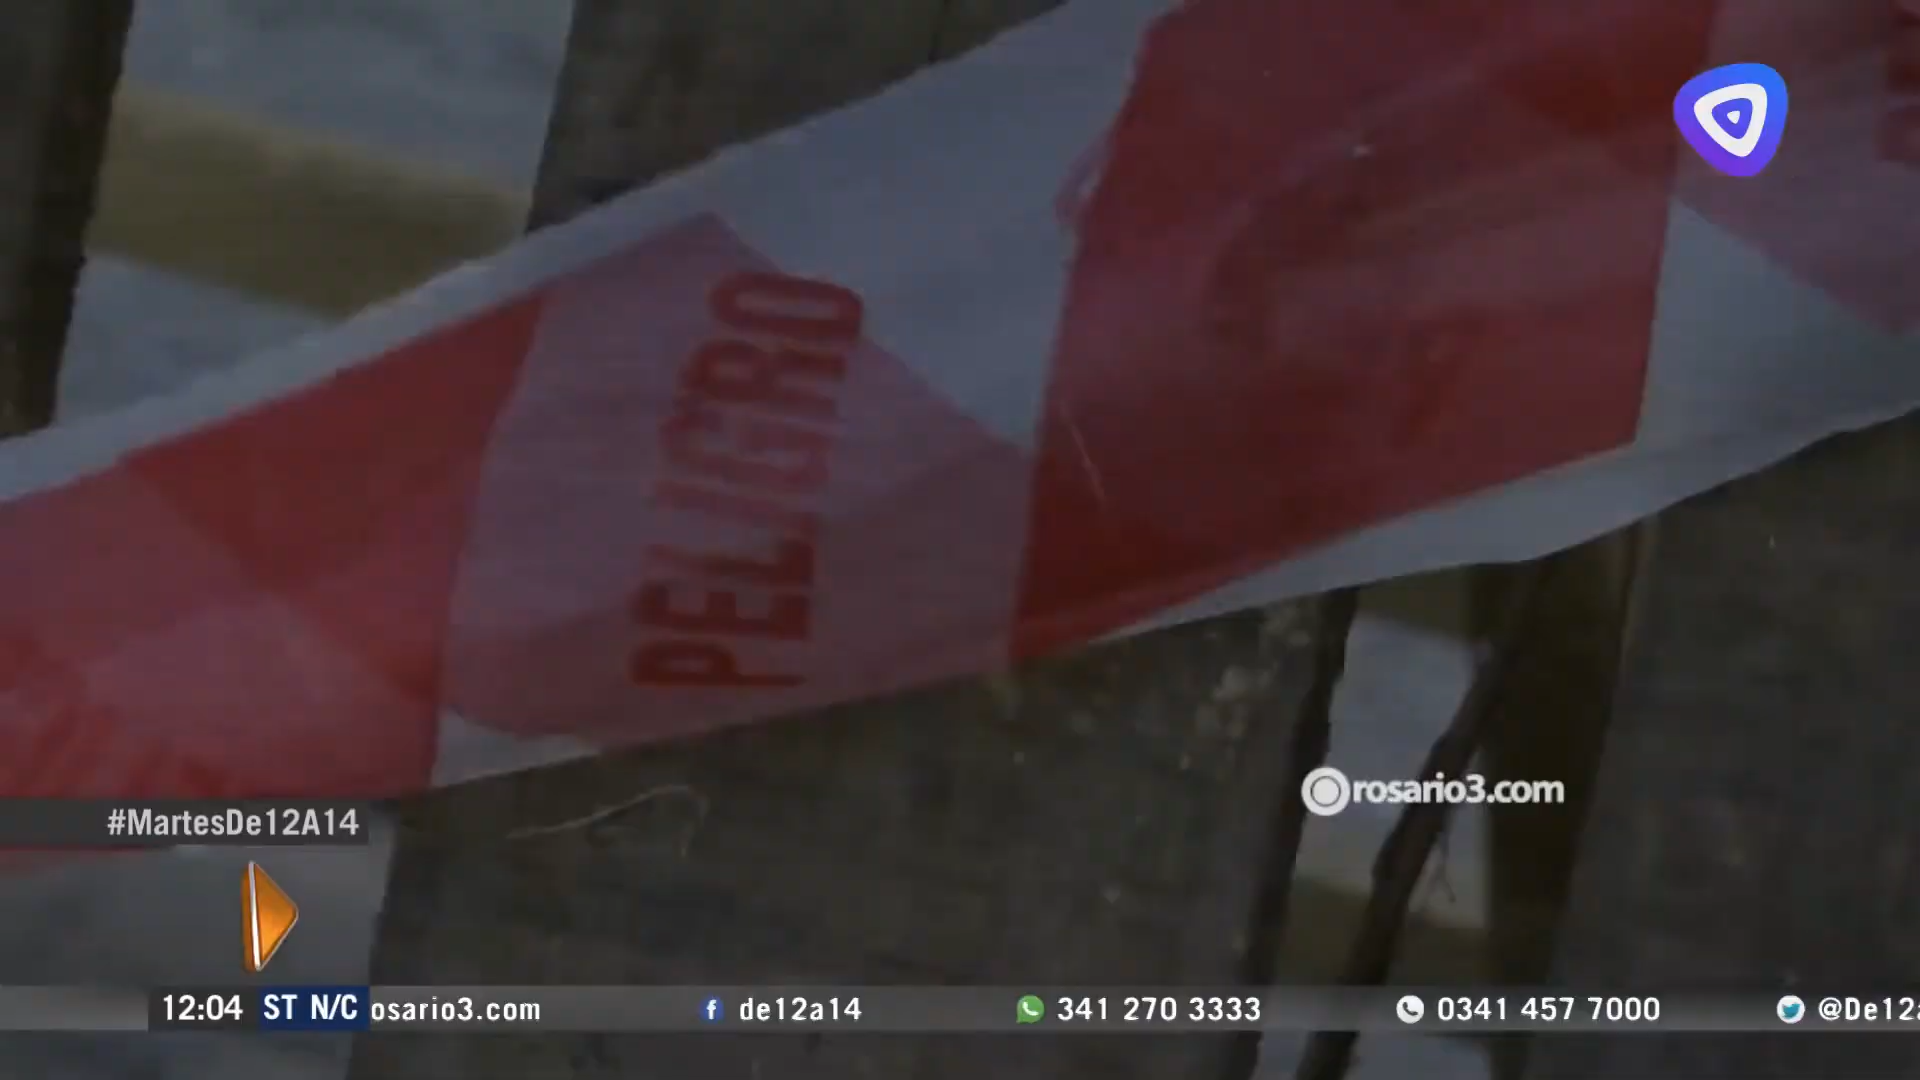 PELIGRO
rosario3.com
#MartesDe12A14
12:04 ST N/C osario3.com de12a14 341 270 3333 0341 457 7000 @De12a